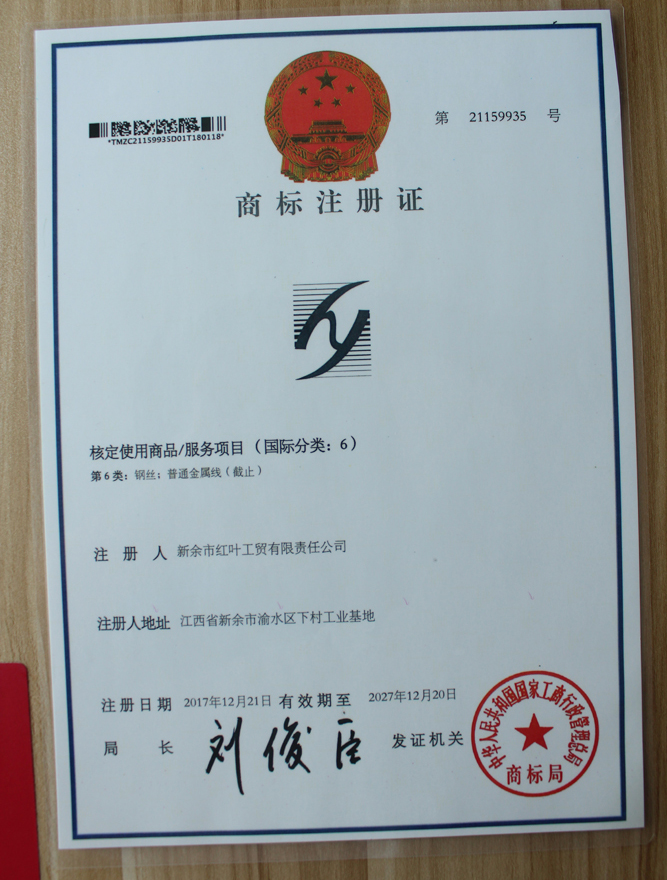 第 21159935 号
*TMZC21159935D01T180118*
商标注册证
核定使用商品/服务项目（国际分类：6）
第6类：钢丝；普通金属线（截止）
注册人 新余市红叶工贸有限责任公司
注册人地址 江西省新余市渝水区下村工业基地
注册日期 2017年12月21日 有效期至 2027年12月20日
局长 刘俊臣 发证机关
中华人民共和国国家工商行政管理总局
商标局